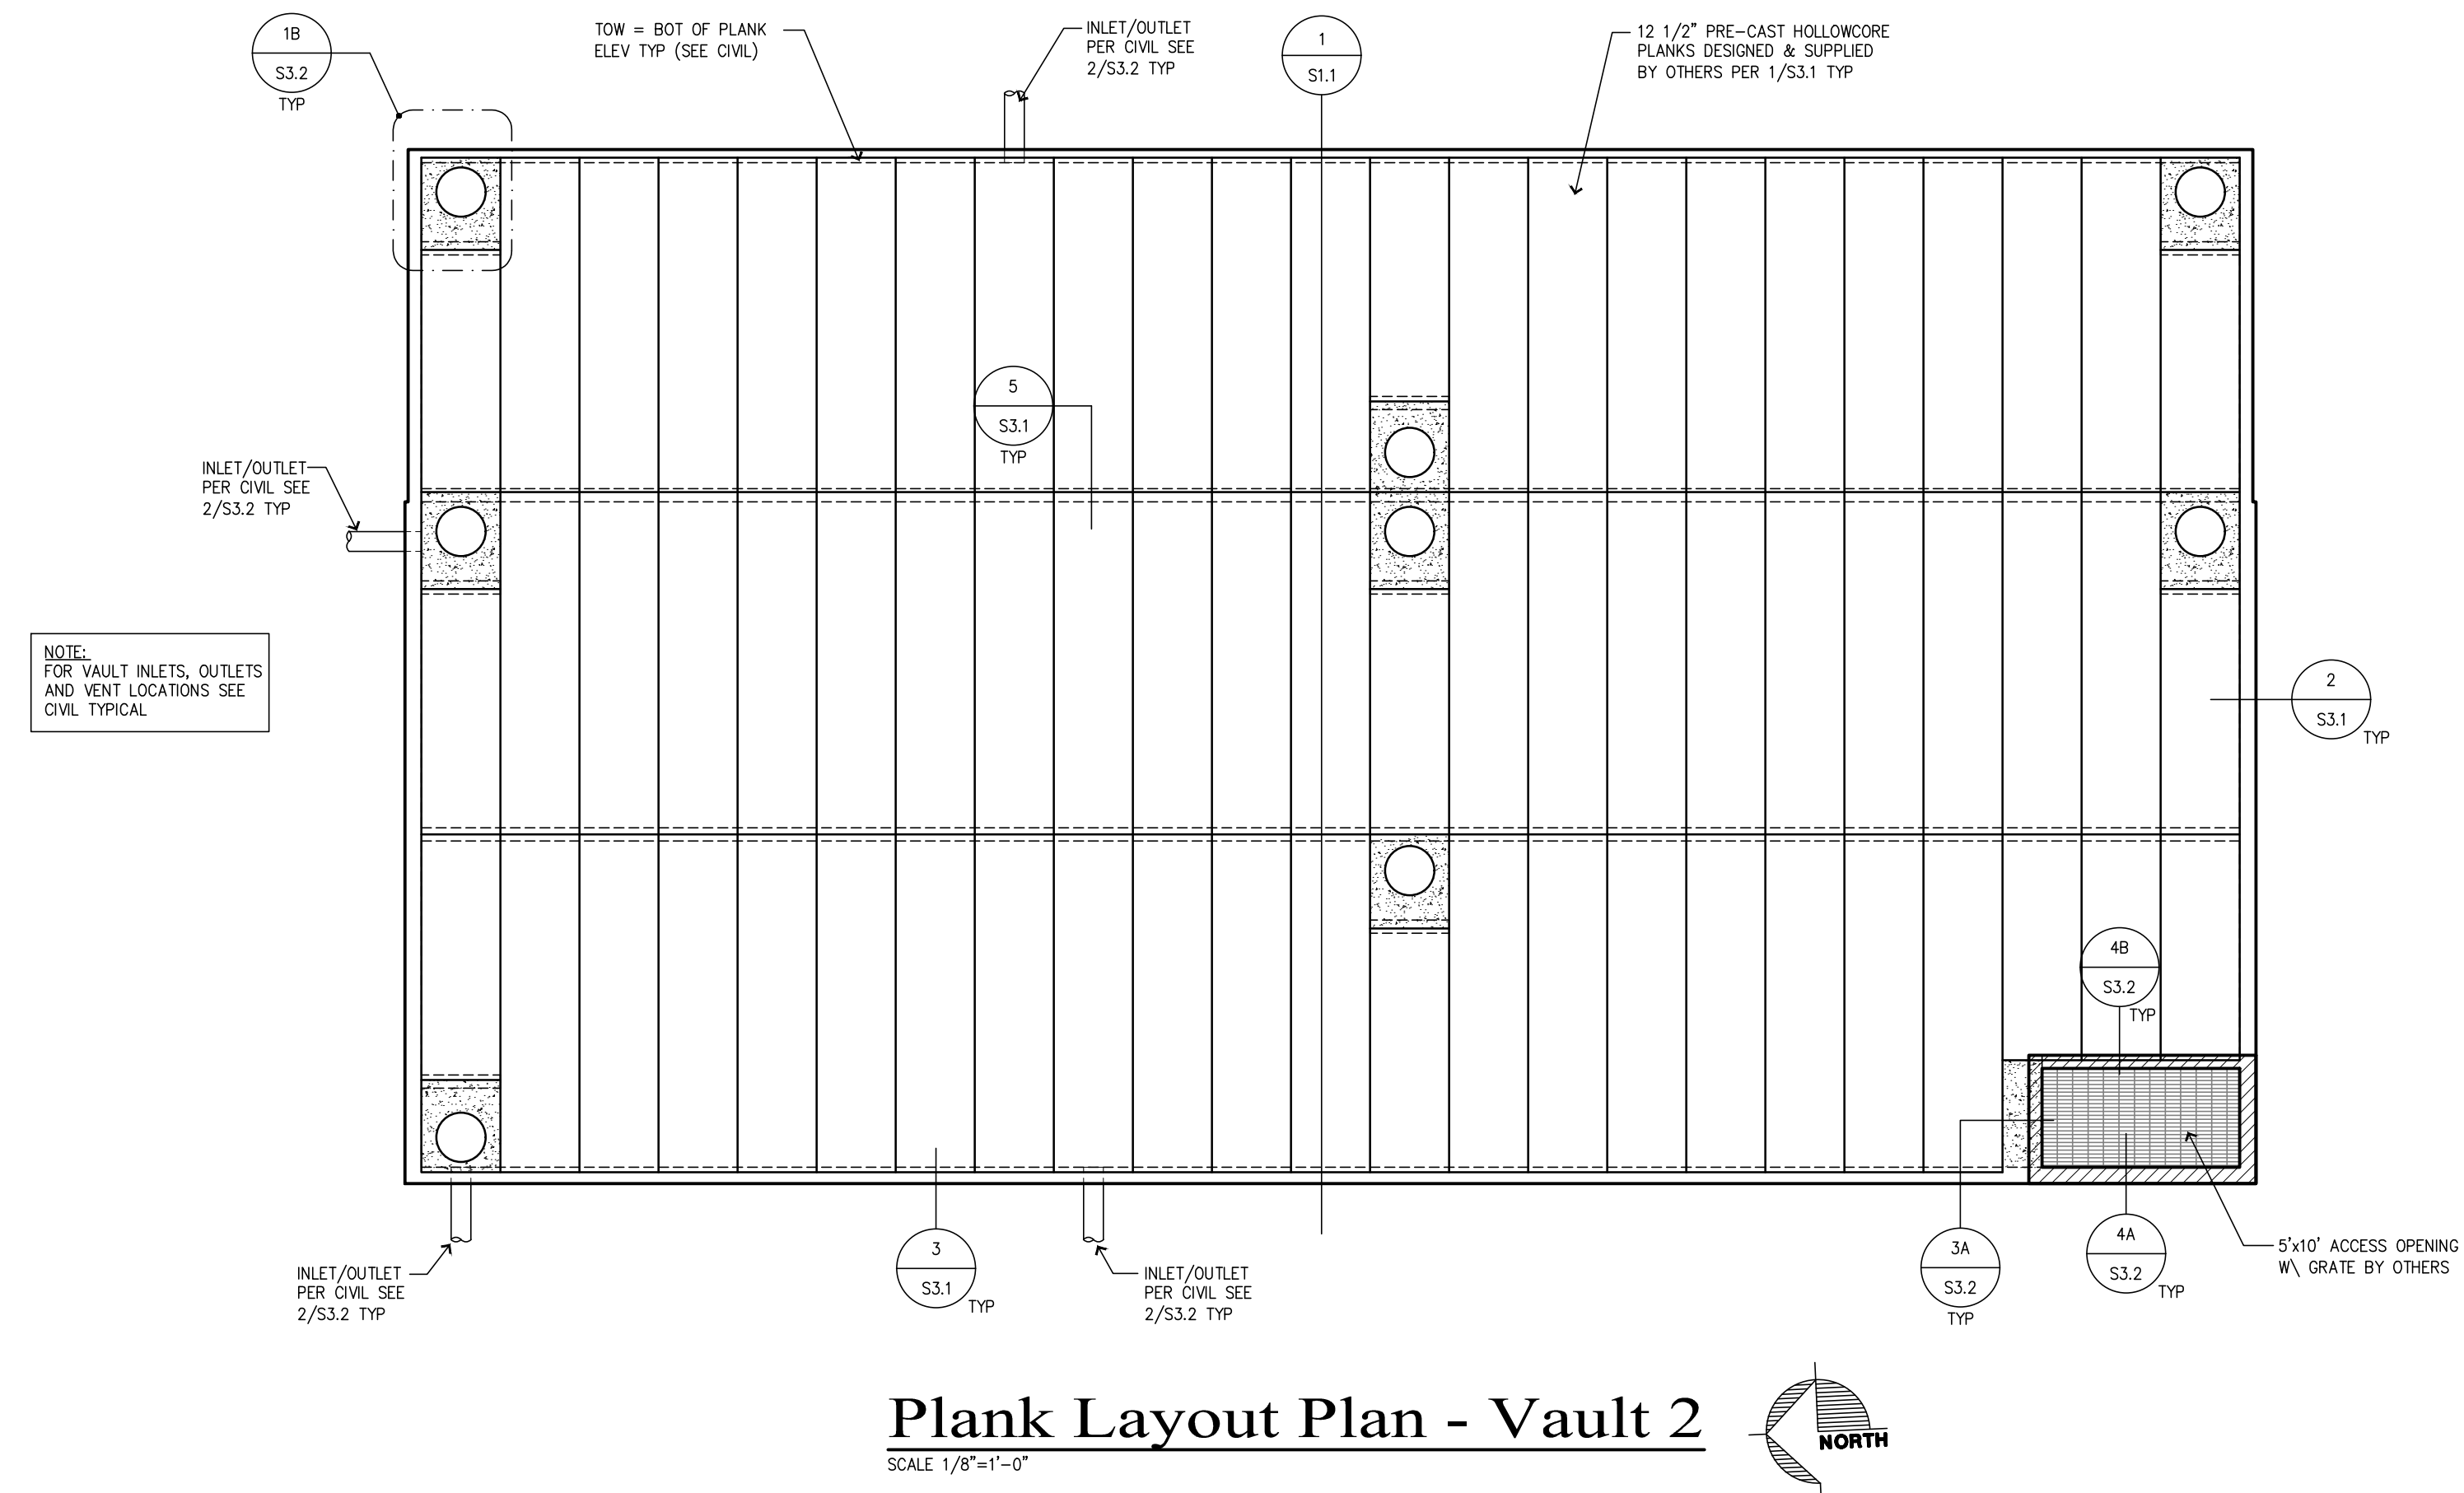 1B
S3.2
TYP
TOW = BOT OF PLANK
ELEV TYP (SEE CIVIL)
INLET/OUTLET
PER CIVIL SEE
2/S3.2 TYP
1
S1.1
12 1/2" PRE-CAST HOLLOWCORE
PLANKS DESIGNED & SUPPLIED
BY OTHERS PER 1/S3.1 TYP
5
S3.1
TYP
INLET/OUTLET
PER CIVIL SEE
2/S3.2 TYP
NOTE:
FOR VAULT INLETS, OUTLETS
AND VENT LOCATIONS SEE
CIVIL TYPICAL
2
S3.1
TYP
4B
S3.2
TYP
INLET/OUTLET
PER CIVIL SEE
2/S3.2 TYP
3
S3.1
TYP
INLET/OUTLET
PER CIVIL SEE
2/S3.2 TYP
3A
S3.2
TYP
4A
S3.2
TYP
5'x10' ACCESS OPENING
W\ GRATE BY OTHERS
Plank Layout Plan - Vault 2
SCALE 1/8"=1'-0"
NORTH